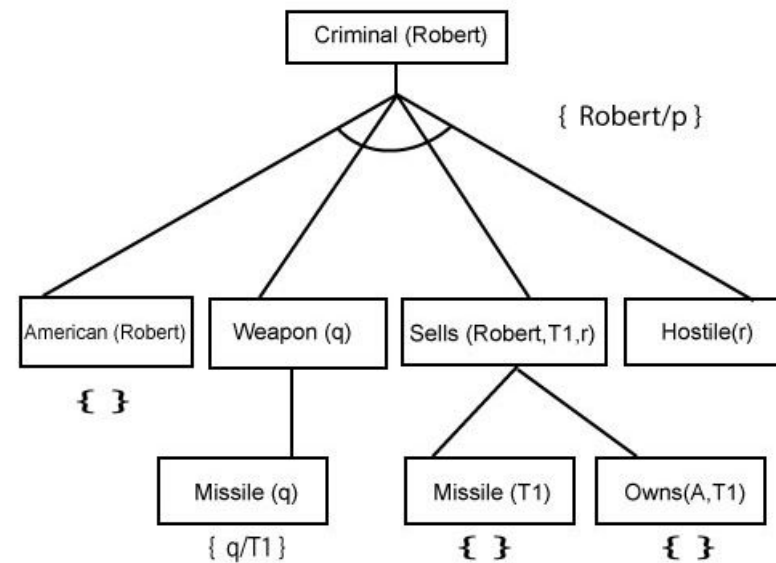 Criminal (Robert)
{ Robert/p }
American (Robert)
Weapon (q)
Sells (Robert,T1,r)
Hostile(r)
{ }
Missile (q)
Missile (T1)
Owns(A,T1)
{ q/T1 }
{ }
{ }